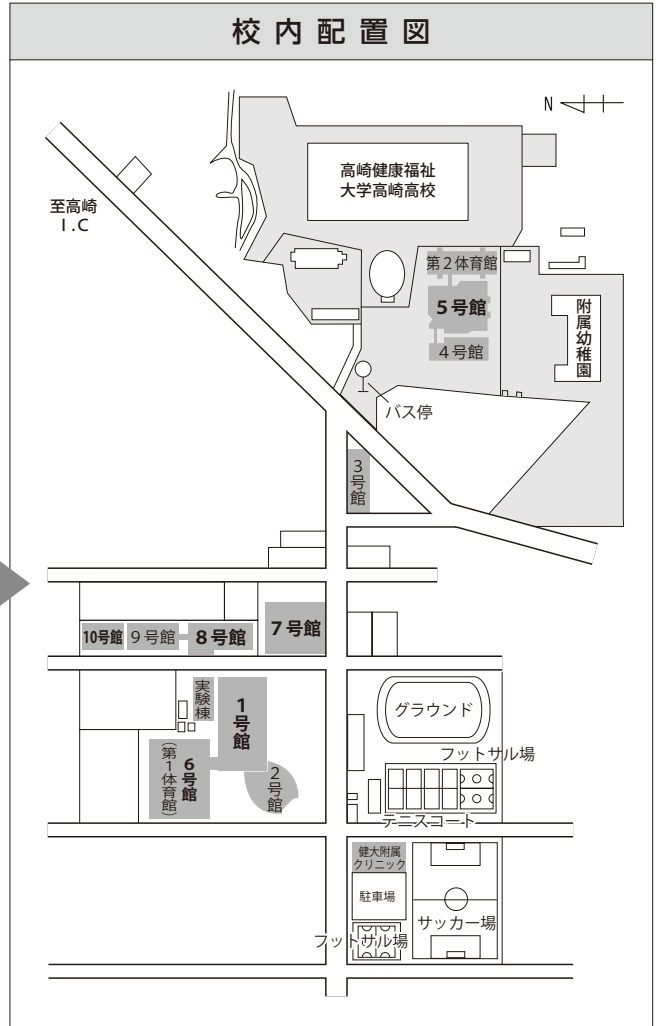 校内配置図
N
高崎健康福祉
大学高崎高校
至高崎
I.C
第2体育館
5号館
4号館
附属幼稚園
バス停
3号館
10号館
9号館
8号館
7号館
実験棟
1号館
6号館
(第1体育館)
2号館
グラウンド
フットサル場
テニスコート
健大附属
クリニック
駐車場
サッカー場
フットサル場